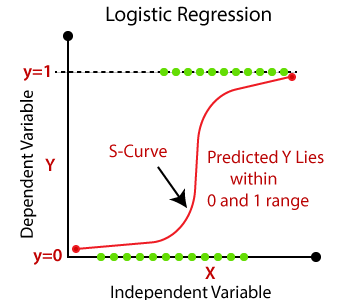 Logistic Regression
y=1
Dependent Variable
Y
S-Curve
Predicted Y Lies
within
0 and 1 range
y=0
X
Independent Variable